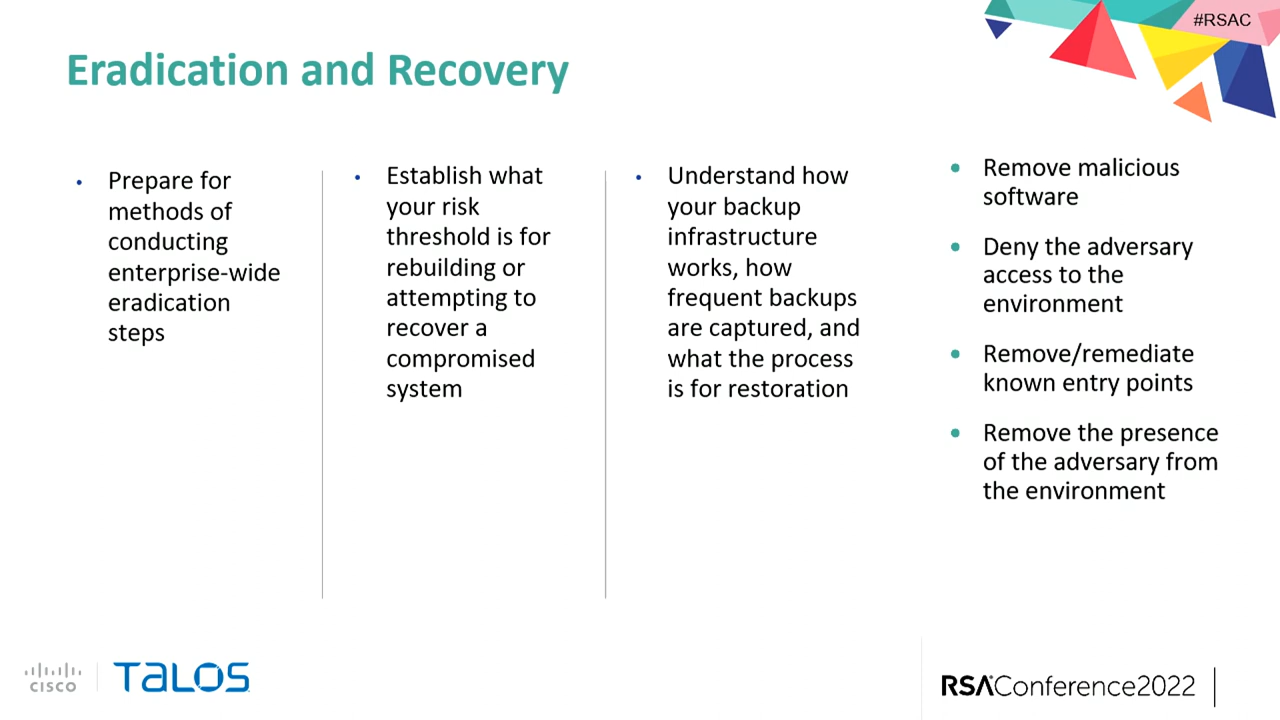 #RSAC
Eradication and Recovery
• Prepare for
methods of
conducting
enterprise-wide
eradication
steps
• Establish what
your risk
threshold is for
rebuilding or
attempting to
recover a
compromised
system
• Understand how
your backup
infrastructure
works, how
frequent backups
are captured, and
what the process
is for restoration
• Remove malicious
software
• Deny the adversary
access to the
environment
• Remove/remediate
known entry points
• Remove the presence
of the adversary from
the environment
CISCO
TALOS
RSAConference2022